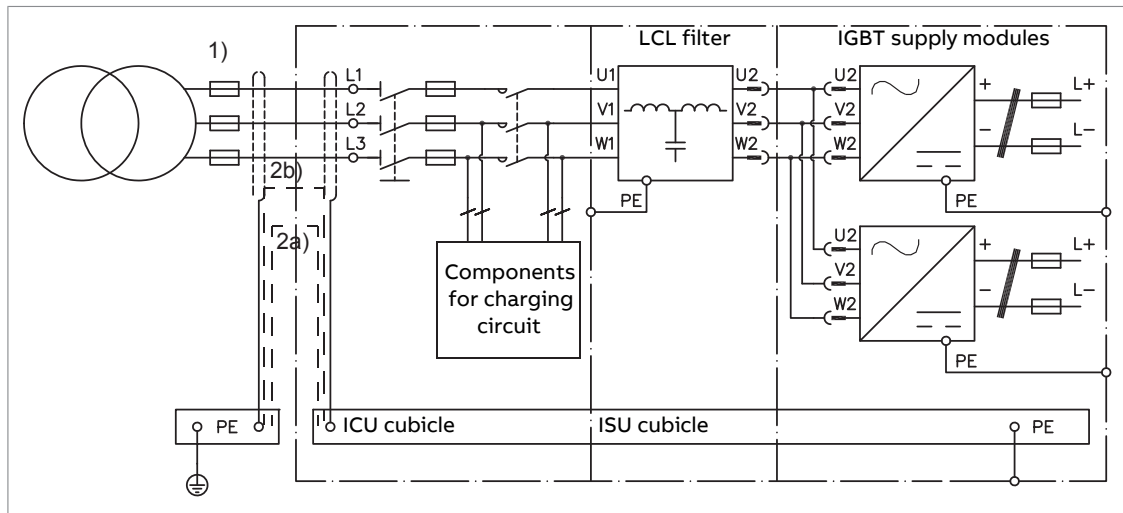 1)
LCL filter
IGBT supply modules
L1
L2
L3
U1
V1
W1
U2
V2
W2
U2
V2
W2
+
−
L+
L−
PE
PE
2b)
2a)
Components
for charging
circuit
U2
V2
W2
+
−
L+
L−
PE
PE
ICU cubicle
ISU cubicle
PE